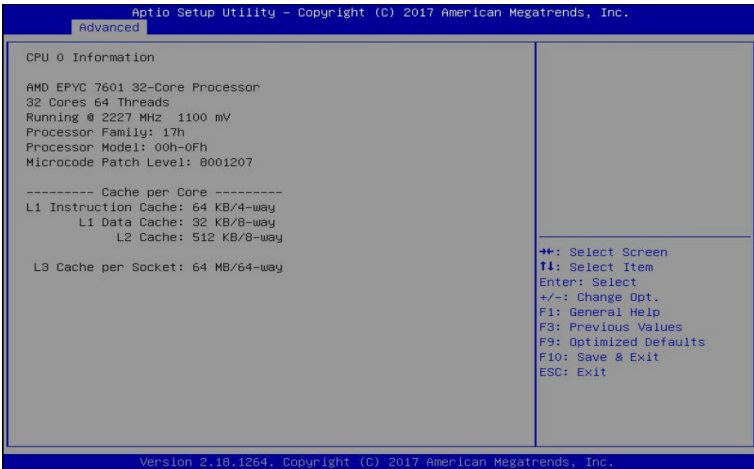 Aptio Setup Utility - Copyright (C) 2017 American Megatrends, Inc.
Advanced
CPU 0 Information
AMD EPYC 7601 32-Core Processor
32 Cores 64 Threads
Running @ 2227 MHz 1100 mV
Processor Family: 17h
Processor Model: 00h-0Fh
Microcode Patch Level: 8001207
--------- Cache per Core ---------
L1 Instruction Cache: 64 KB/4-way
L1 Data Cache: 32 KB/8-way
L2 Cache: 512 KB/8-way
L3 Cache per Socket: 64 MB/64-way
→←: Select Screen
↑↓: Select Item
Enter: Select
+/-: Change Opt.
F1: General Help
F3: Previous Values
F9: Optimized Defaults
F10: Save & Exit
ESC: Exit
Version 2.18.1264. Copyright (C) 2017 American Megatrends, Inc.